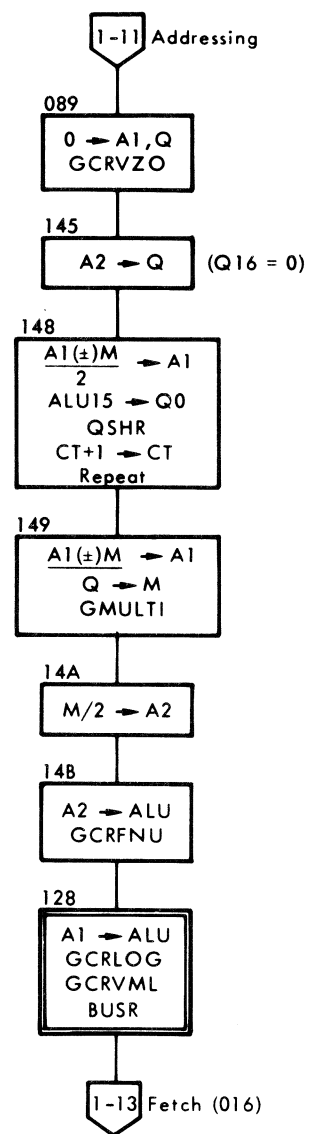 1-11 Addressing
089
0 → A1,Q
GCRVZO
145
A2 → Q (Q16 = 0)
148
A1(±)M → A1
2
ALU15 → Q0
QSHR
CT+1 → CT
Repeat
149
A1(±)M → A1
Q → M
GMULTI
14A
M/2 → A2
14B
A2 → ALU
GCRFNU
128
A1 → ALU
GCRLOG
GCRVML
BUSR
1-13 Fetch (016)